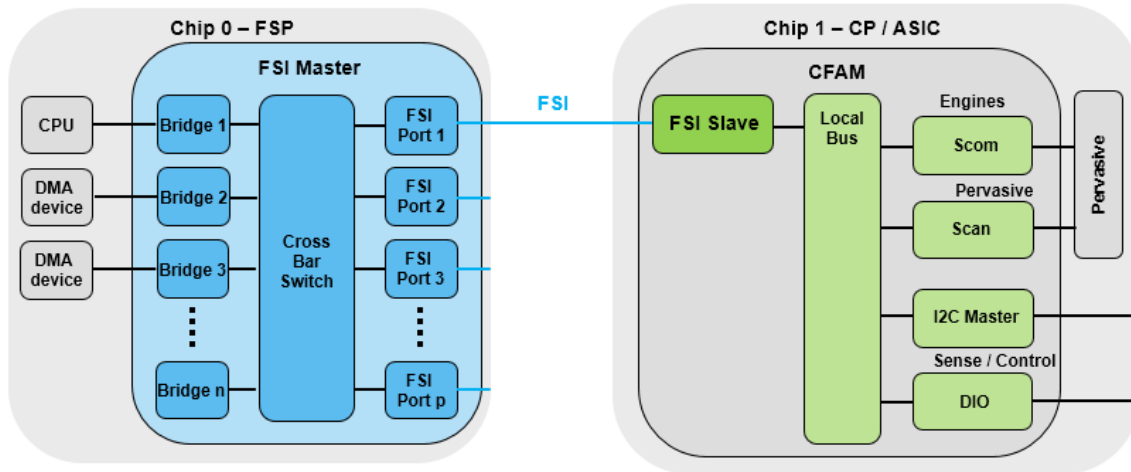 Chip 0 – FSP
FSI Master
CPU
DMA
device
DMA
device
Bridge 1
Bridge 2
Bridge 3
Bridge n
Cross
Bar
Switch
FSI
Port 1
FSI
Port 2
FSI
Port 3
FSI
Port p
FSI
Chip 1 – CP / ASIC
CFAM
FSI Slave
Local
Bus
Engines
Scom
Pervasive
Scan
I2C Master
Sense / Control
DIO
Pervasive